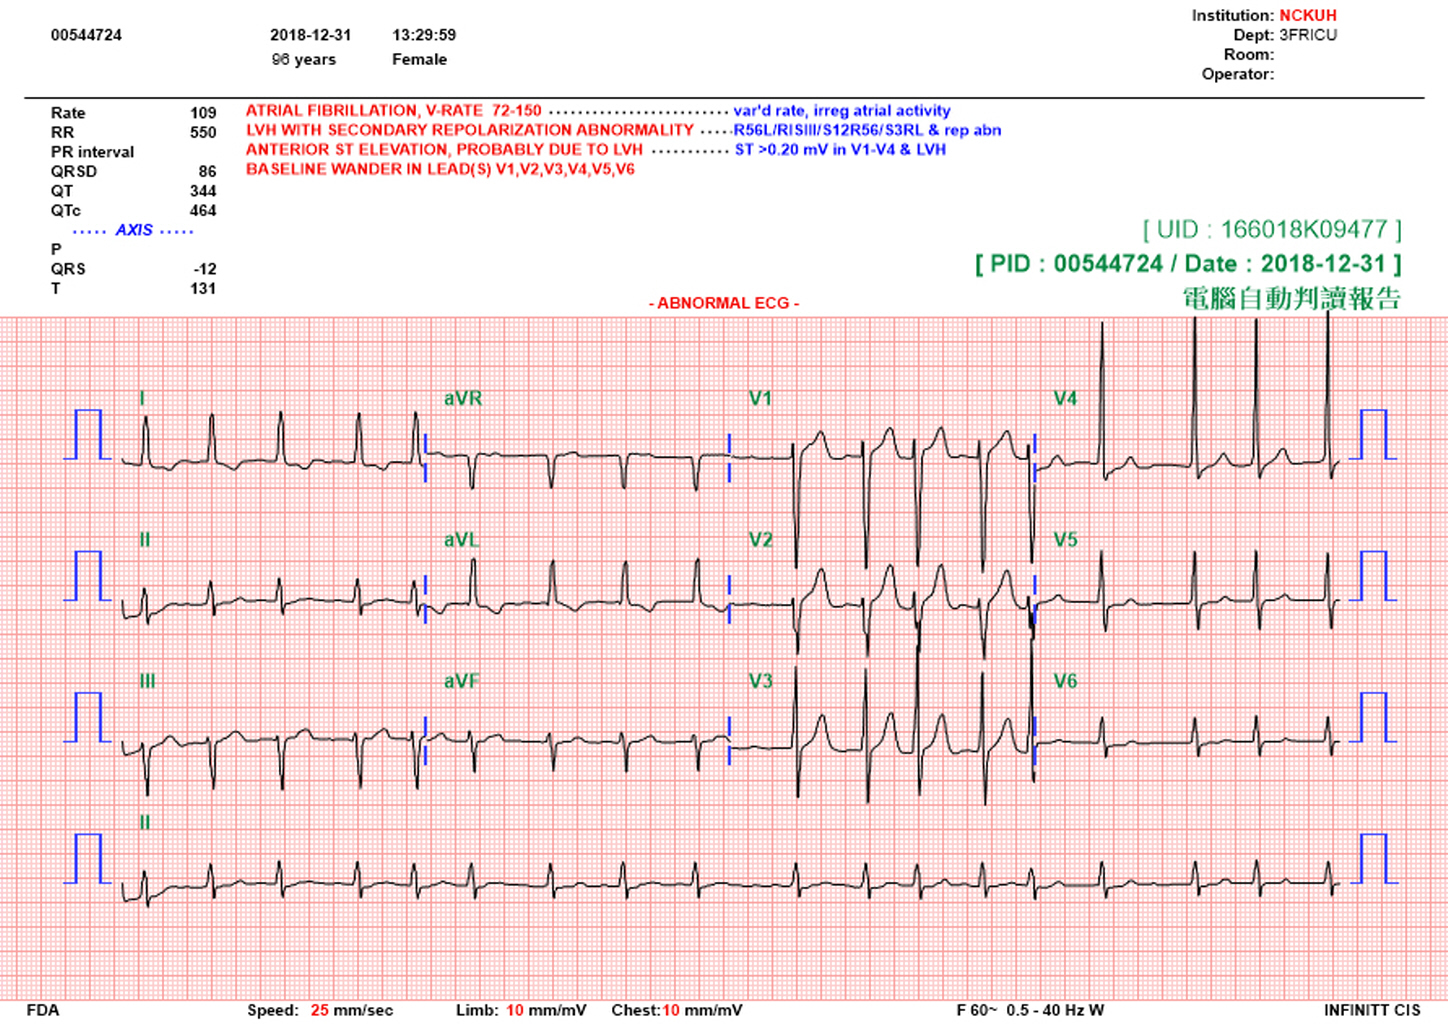 Institution: NCKUH
00544724 2018-12-31 13:29:59 Dept: 3FRICU
96 years Female Room:
Operator:
Rate 109 ATRIAL FIBRILLATION, V-RATE 72-150 ························ var'd rate, irreg atrial activity
RR 550 LVH WITH SECONDARY REPOLARIZATION ABNORMALITY ····· R56L/RISIII/S12R56/S3RL & rep abn
PR interval ANTERIOR ST ELEVATION, PROBABLY DUE TO LVH ··········· ST >0.20 mV in V1-V4 & LVH
QRSD 86 BASELINE WANDER IN LEAD(S) V1,V2,V3,V4,V5,V6
QT 344
QTc 464
····· AXIS ·····
[ UID : 166018K09477 ]
P
QRS -12
[ PID : 00544724 / Date : 2018-12-31 ]
T 131
電腦自動判讀報告
- ABNORMAL ECG -
I aVR V1 V4
II aVL V2 V5
III aVF V3 V6
II
FDA Speed: 25 mm/sec Limb: 10 mm/mV Chest:10 mm/mV F 60~ 0.5 - 40 Hz W INFINITT CIS